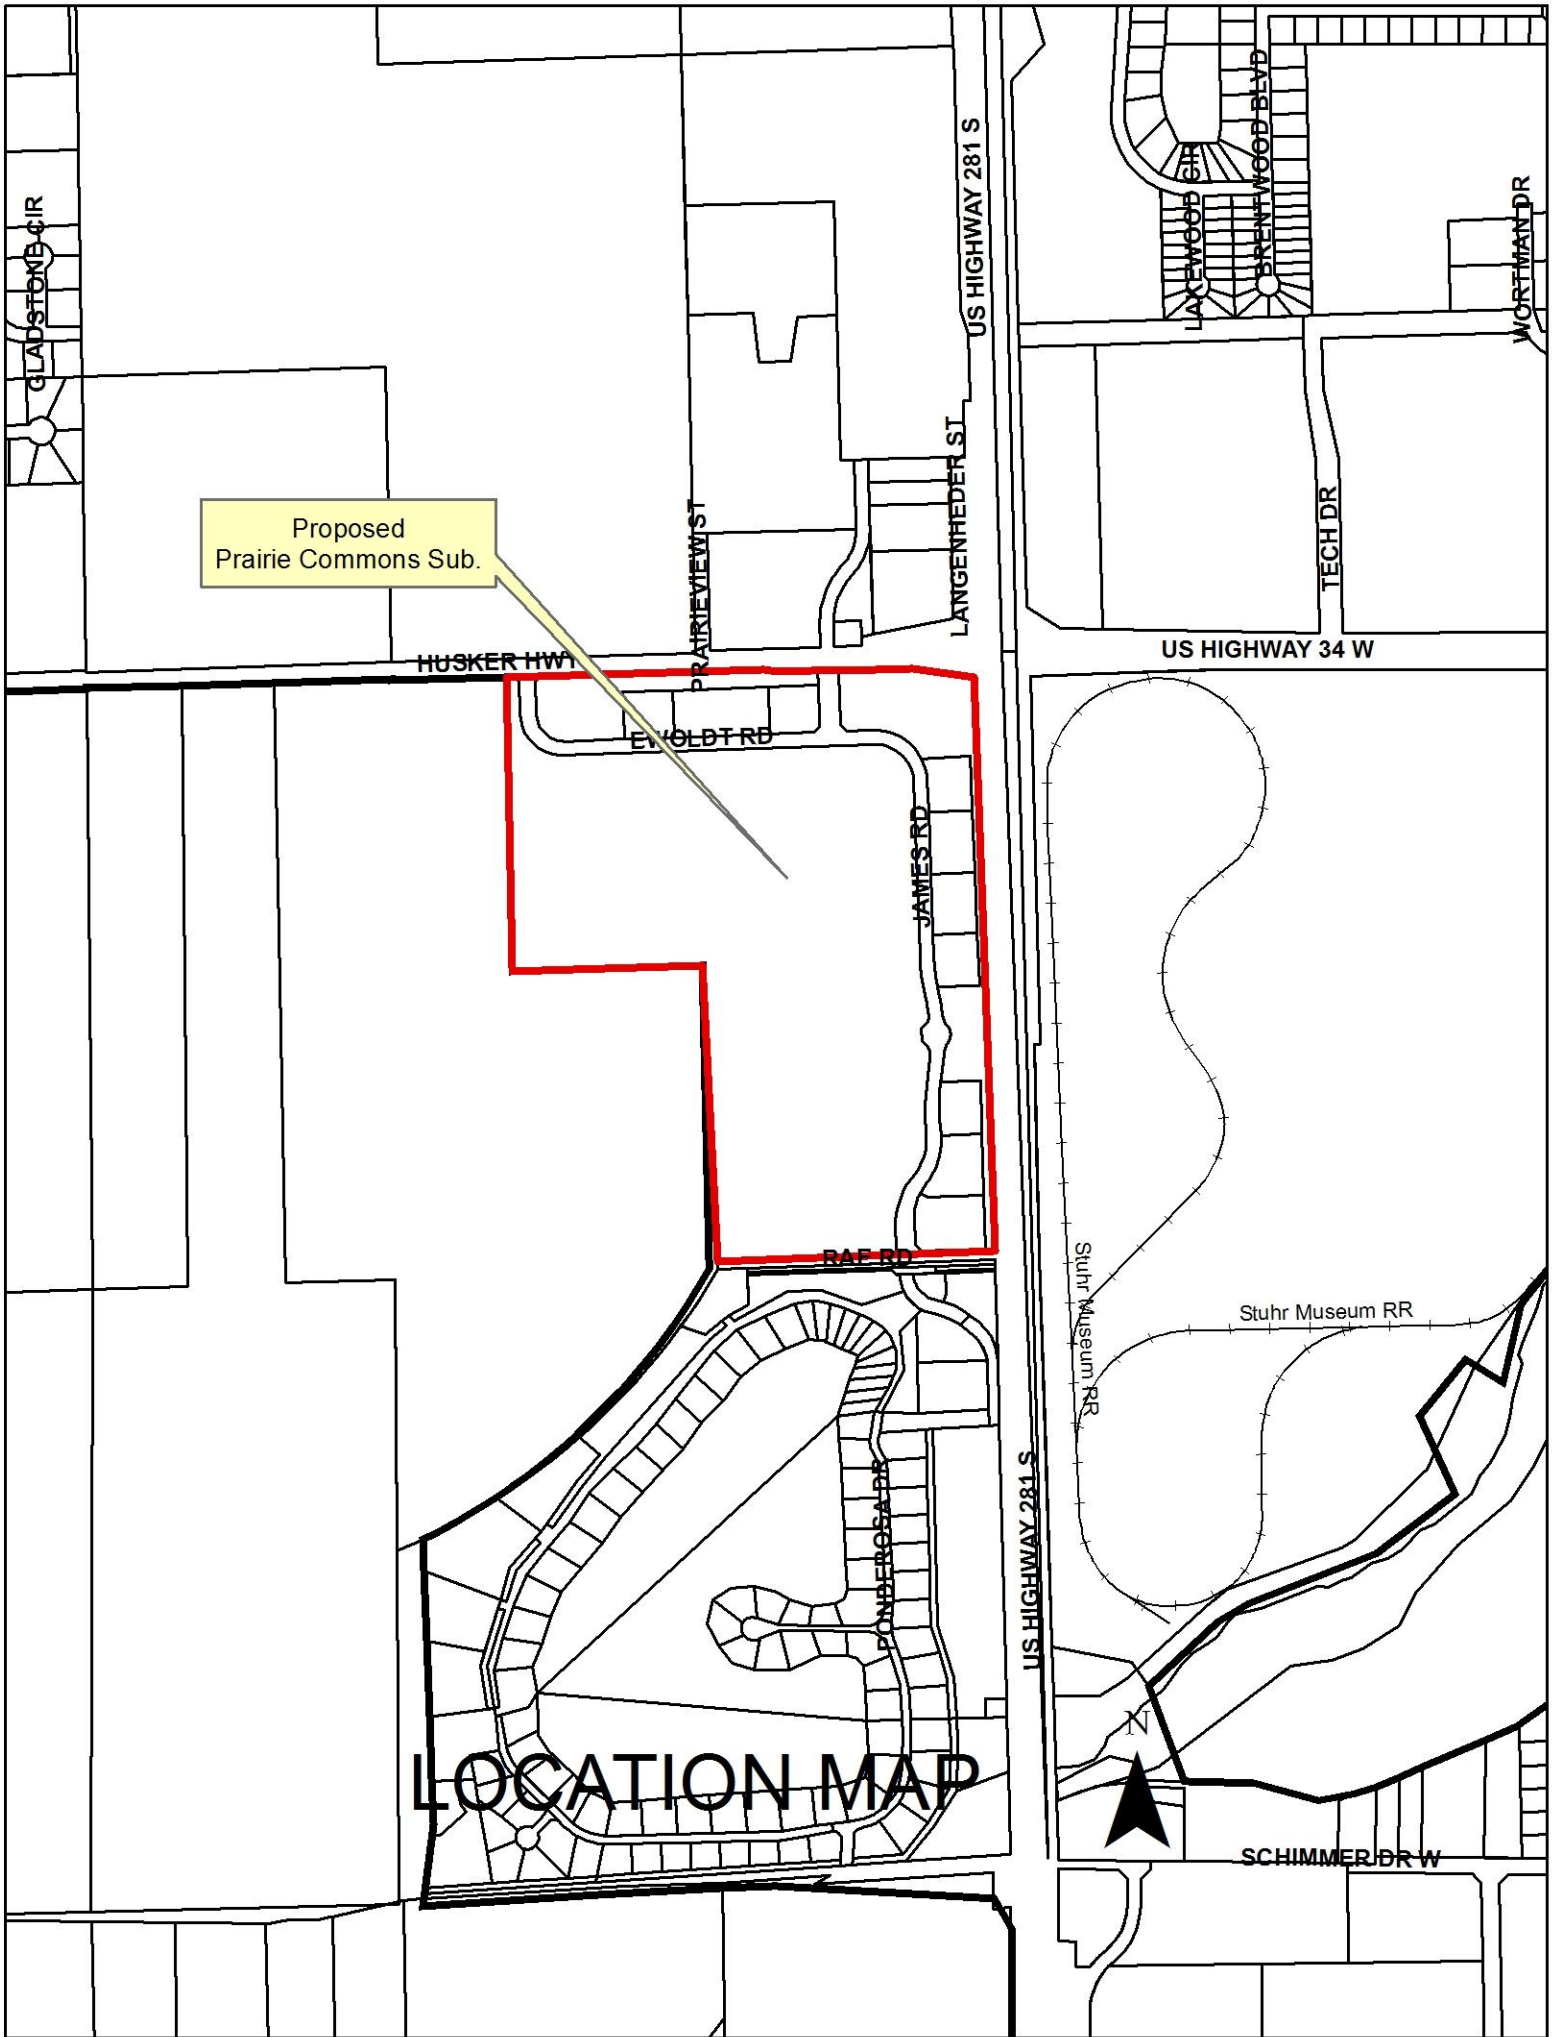 GLADSTONE CIR
US HIGHWAY 281 S
LAKEWOOD CIR
BRENTWOOD BLVD
WORTMAN DR
LANGENHEDER ST
TECH DR
Proposed
Prairie Commons Sub.
PRAIRIEVIEW ST
HUSKER HWY
US HIGHWAY 34 W
EWOLDT RD
JAMES RD
RAE RD
Stuhr Museum RR
Stuhr Museum RR
PONDEROSA DR
US HIGHWAY 281 S
N
LOCATION MAP
SCHIMMER DR W